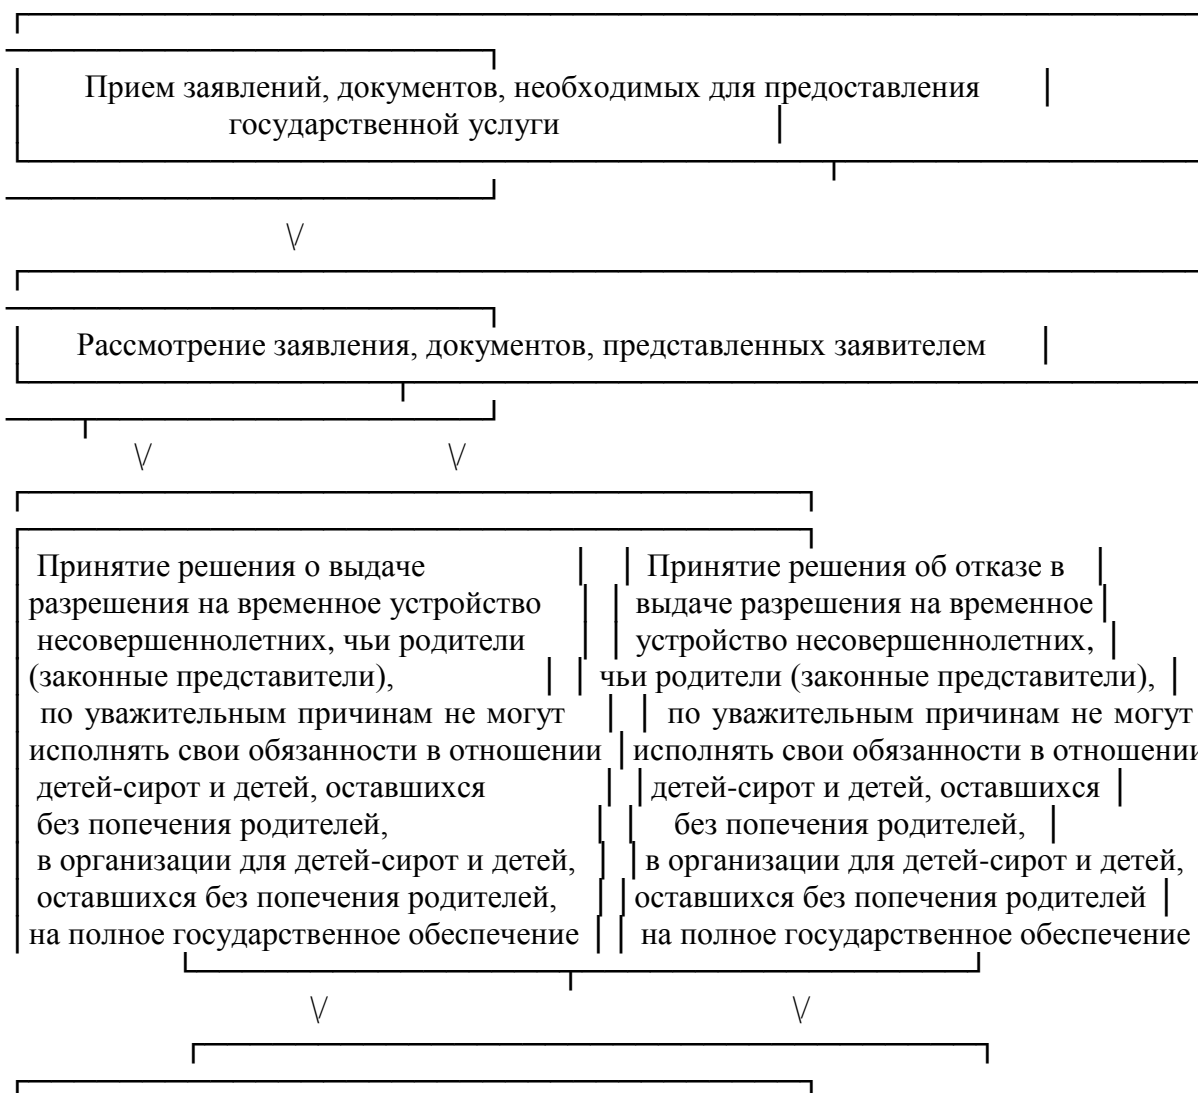 Прием заявлений, документов, необходимых для предоставления
государственной услуги
\/
Рассмотрение заявления, документов, представленных заявителем
\/ \/
Принятие решения о выдаче
разрешения на временное устройство
несовершеннолетних, чьи родители
(законные представители),
по уважительным причинам не могут
исполнять свои обязанности в отношении
детей-сирот и детей, оставшихся
без попечения родителей,
в организации для детей-сирот и детей,
оставшихся без попечения родителей,
на полное государственное обеспечение
Принятие решения об отказе в
выдаче разрешения на временное
устройство несовершеннолетних,
чьи родители (законные представители),
по уважительным причинам не могут
исполнять свои обязанности в отношении
детей-сирот и детей, оставшихся
без попечения родителей,
в организации для детей-сирот и детей,
оставшихся без попечения родителей
на полное государственное обеспечение
\/ \/